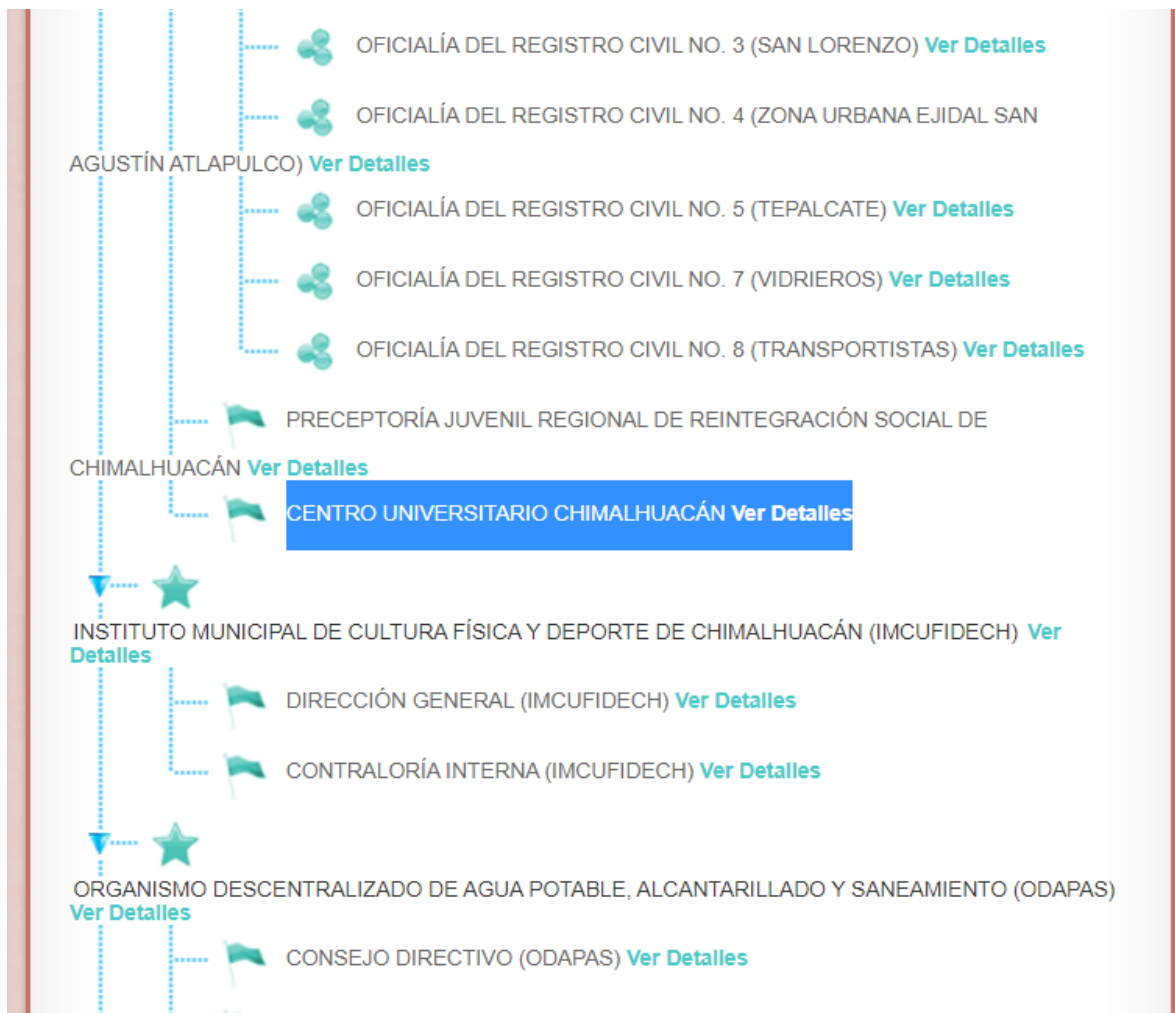 OFICIALÍA DEL REGISTRO CIVIL NO. 3 (SAN LORENZO) Ver Detalles
OFICIALÍA DEL REGISTRO CIVIL NO. 4 (ZONA URBANA EJIDAL SAN
AGUSTÍN ATLAPULCO) Ver Detalles
OFICIALÍA DEL REGISTRO CIVIL NO. 5 (TEPALCATE) Ver Detalles
OFICIALÍA DEL REGISTRO CIVIL NO. 7 (VIDRIEROS) Ver Detalles
OFICIALÍA DEL REGISTRO CIVIL NO. 8 (TRANSPORTISTAS) Ver Detalles
PRECEPTORÍA JUVENIL REGIONAL DE REINTEGRACIÓN SOCIAL DE
CHIMALHUACÁN Ver Detalles
CENTRO UNIVERSITARIO CHIMALHUACÁN Ver Detalles
INSTITUTO MUNICIPAL DE CULTURA FÍSICA Y DEPORTE DE CHIMALHUACÁN (IMCUFIDECH) Ver
Detalles
DIRECCIÓN GENERAL (IMCUFIDECH) Ver Detalles
CONTRALORÍA INTERNA (IMCUFIDECH) Ver Detalles
ORGANISMO DESCENTRALIZADO DE AGUA POTABLE, ALCANTARILLADO Y SANEAMIENTO (ODAPAS)
Ver Detalles
CONSEJO DIRECTIVO (ODAPAS) Ver Detalles